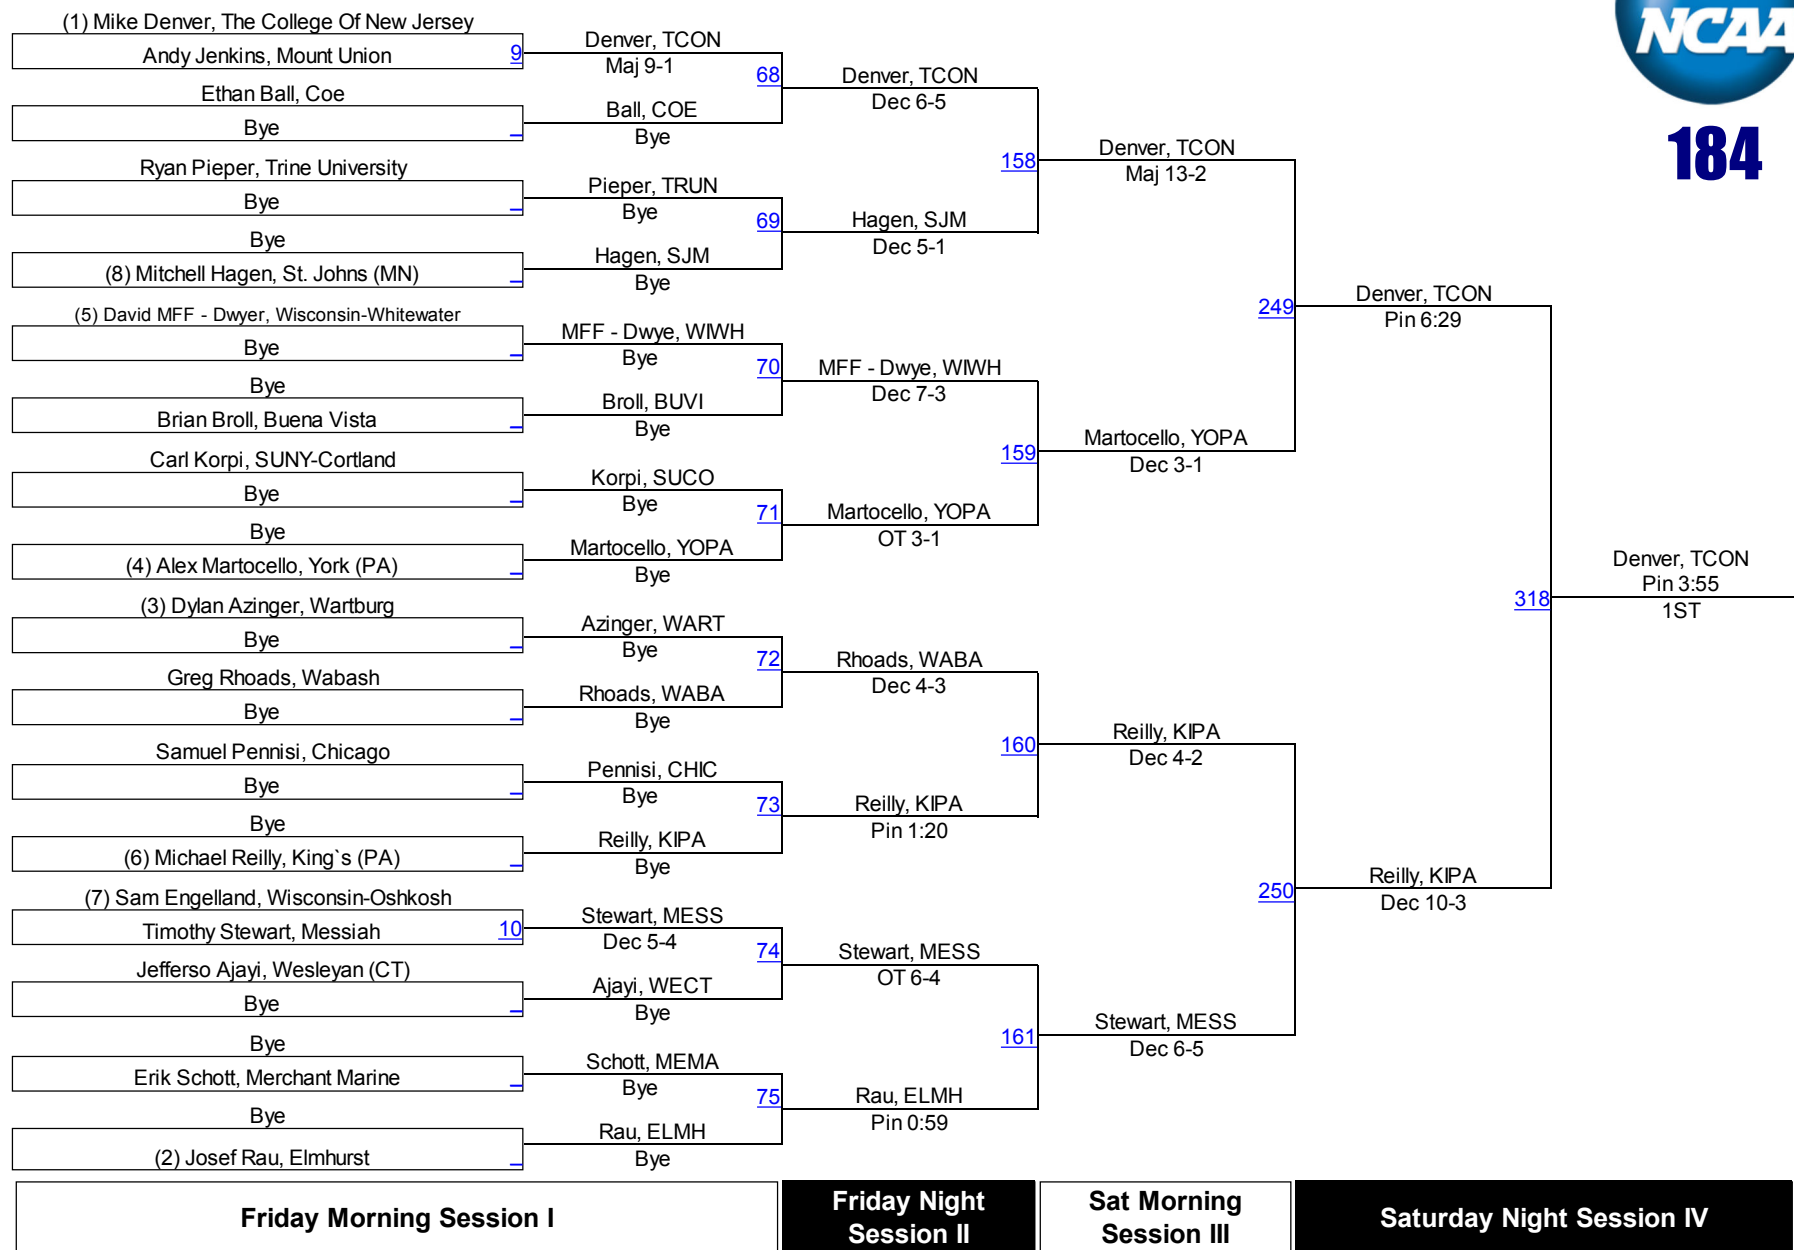 NCAA
184
(1) Mike Denver, The College Of New Jersey
Andy Jenkins, Mount Union 9
Ethan Ball, Coe
Bye
Ryan Pieper, Trine University
Bye
Bye
(8) Mitchell Hagen, St. Johns (MN)
(5) David MFF - Dwyer, Wisconsin-Whitewater
Bye
Bye
Brian Broll, Buena Vista
Carl Korpi, SUNY-Cortland
Bye
Bye
(4) Alex Martocello, York (PA)
(3) Dylan Azinger, Wartburg
Bye
Greg Rhoads, Wabash
Bye
Samuel Pennisi, Chicago
Bye
Bye
(6) Michael Reilly, King`s (PA)
(7) Sam Engelland, Wisconsin-Oshkosh
Timothy Stewart, Messiah 10
Jefferso Ajayi, Wesleyan (CT)
Bye
Bye
Erik Schott, Merchant Marine
Bye
(2) Josef Rau, Elmhurst
Denver, TCON
Maj 9-1
68
Ball, COE
Bye
Pieper, TRUN
Bye
69
Hagen, SJM
Bye
MFF - Dwye, WIWH
Bye
70
Broll, BUVI
Bye
Korpi, SUCO
Bye
71
Martocello, YOPA
Bye
Azinger, WART
Bye
72
Rhoads, WABA
Bye
Pennisi, CHIC
Bye
73
Reilly, KIPA
Bye
Stewart, MESS
Dec 5-4
74
Ajayi, WECT
Bye
Schott, MEMA
Bye
75
Rau, ELMH
Bye
Denver, TCON
Dec 6-5
158
Hagen, SJM
Dec 5-1
MFF - Dwye, WIWH
Dec 7-3
159
Martocello, YOPA
OT 3-1
Rhoads, WABA
Dec 4-3
160
Reilly, KIPA
Pin 1:20
Stewart, MESS
OT 6-4
161
Rau, ELMH
Pin 0:59
Denver, TCON
Maj 13-2
249
Martocello, YOPA
Dec 3-1
Reilly, KIPA
Dec 4-2
250
Stewart, MESS
Dec 6-5
Denver, TCON
Pin 6:29
318
Reilly, KIPA
Dec 10-3
Denver, TCON
Pin 3:55
1ST
Friday Morning Session I
Friday Night
Session II
Sat Morning
Session III
Saturday Night Session IV